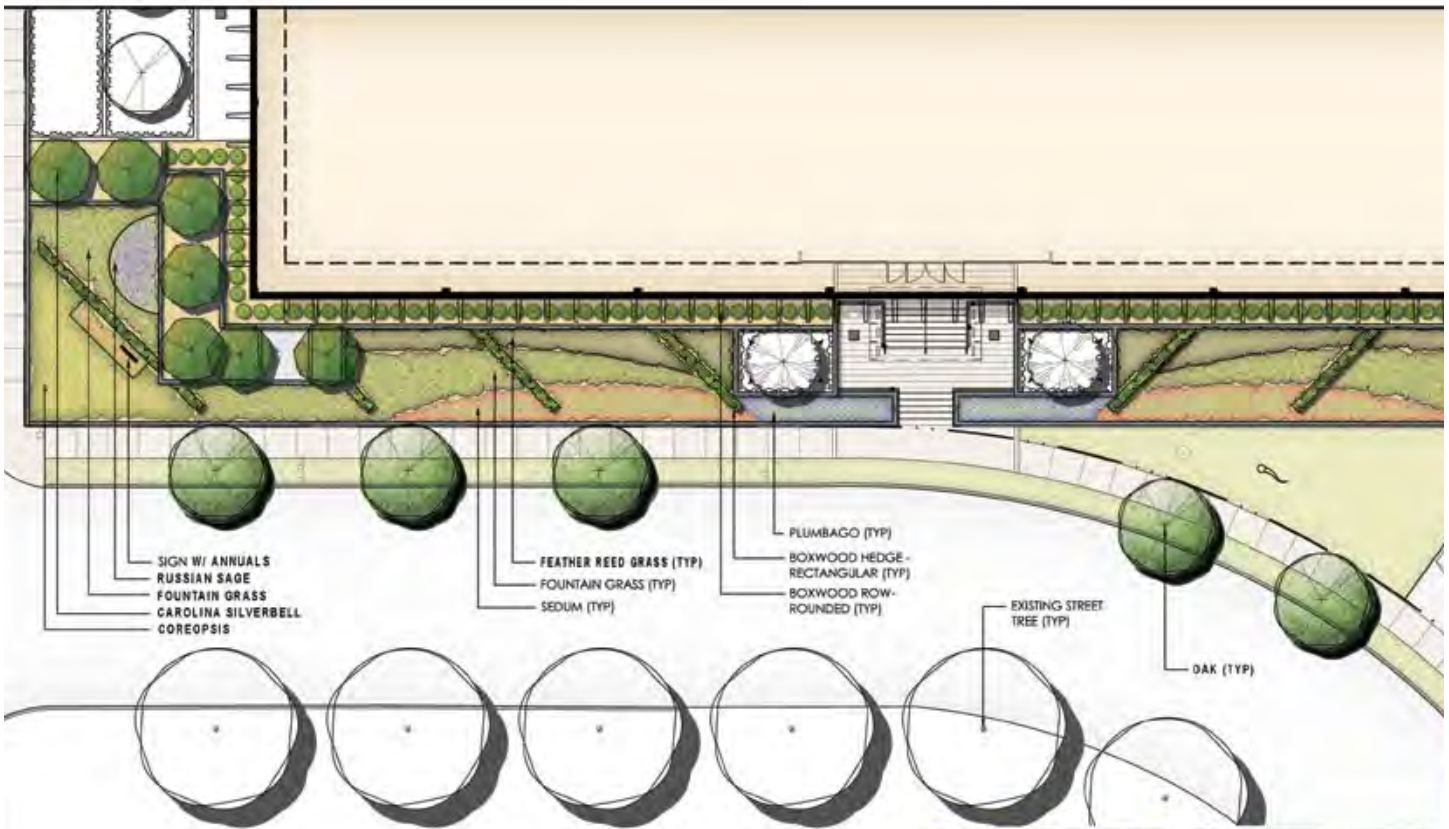 SIGN W/ ANNUALS
RUSSIAN SAGE
FOUNTAIN GRASS
CAROLINA SILVERBELL
COREOPSIS
FEATHER REED GRASS (TYP)
FOUNTAIN GRASS (TYP)
SEDUM (TYP)
PLUMBAGO (TYP)
BOXWOOD HEDGE -
RECTANGULAR (TYP)
BOXWOOD ROW-
ROUNDED (TYP)
EXISTING STREET
TREE (TYP)
OAK (TYP)